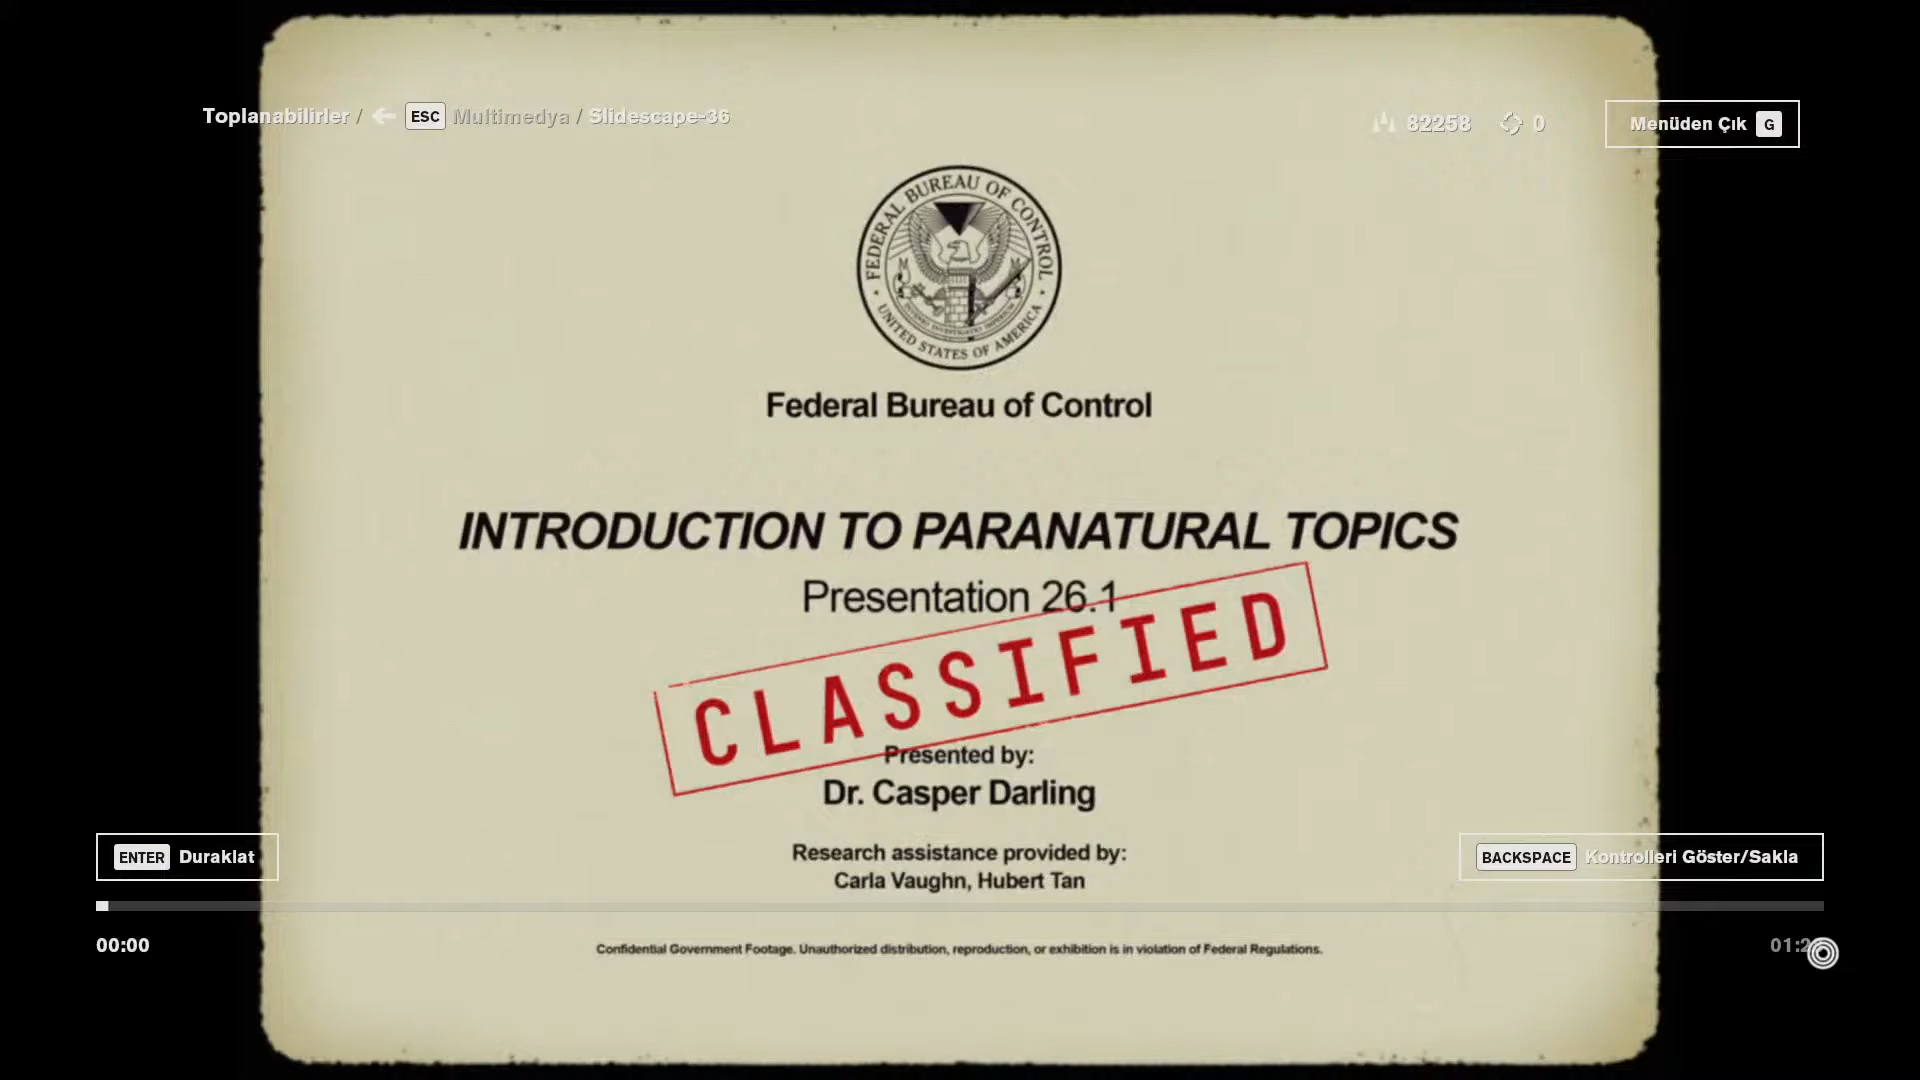 Toplanabilirler / ESC Multimedya / Slidescape-36
82258 0
Menüden Çık G
FEDERAL BUREAU OF CONTROL
UNITED STATES OF AMERICA
Federal Bureau of Control
INTRODUCTION TO PARANATURAL TOPICS
Presentation 26.1
CLASSIFIED
Presented by:
Dr. Casper Darling
ENTER Duraklat
BACKSPACE Kontrolleri Göster/Sakla
Research assistance provided by:
Carla Vaughn, Hubert Tan
00:00
Confidential Government Footage. Unauthorized distribution, reproduction, or exhibition is in violation of Federal Regulations.